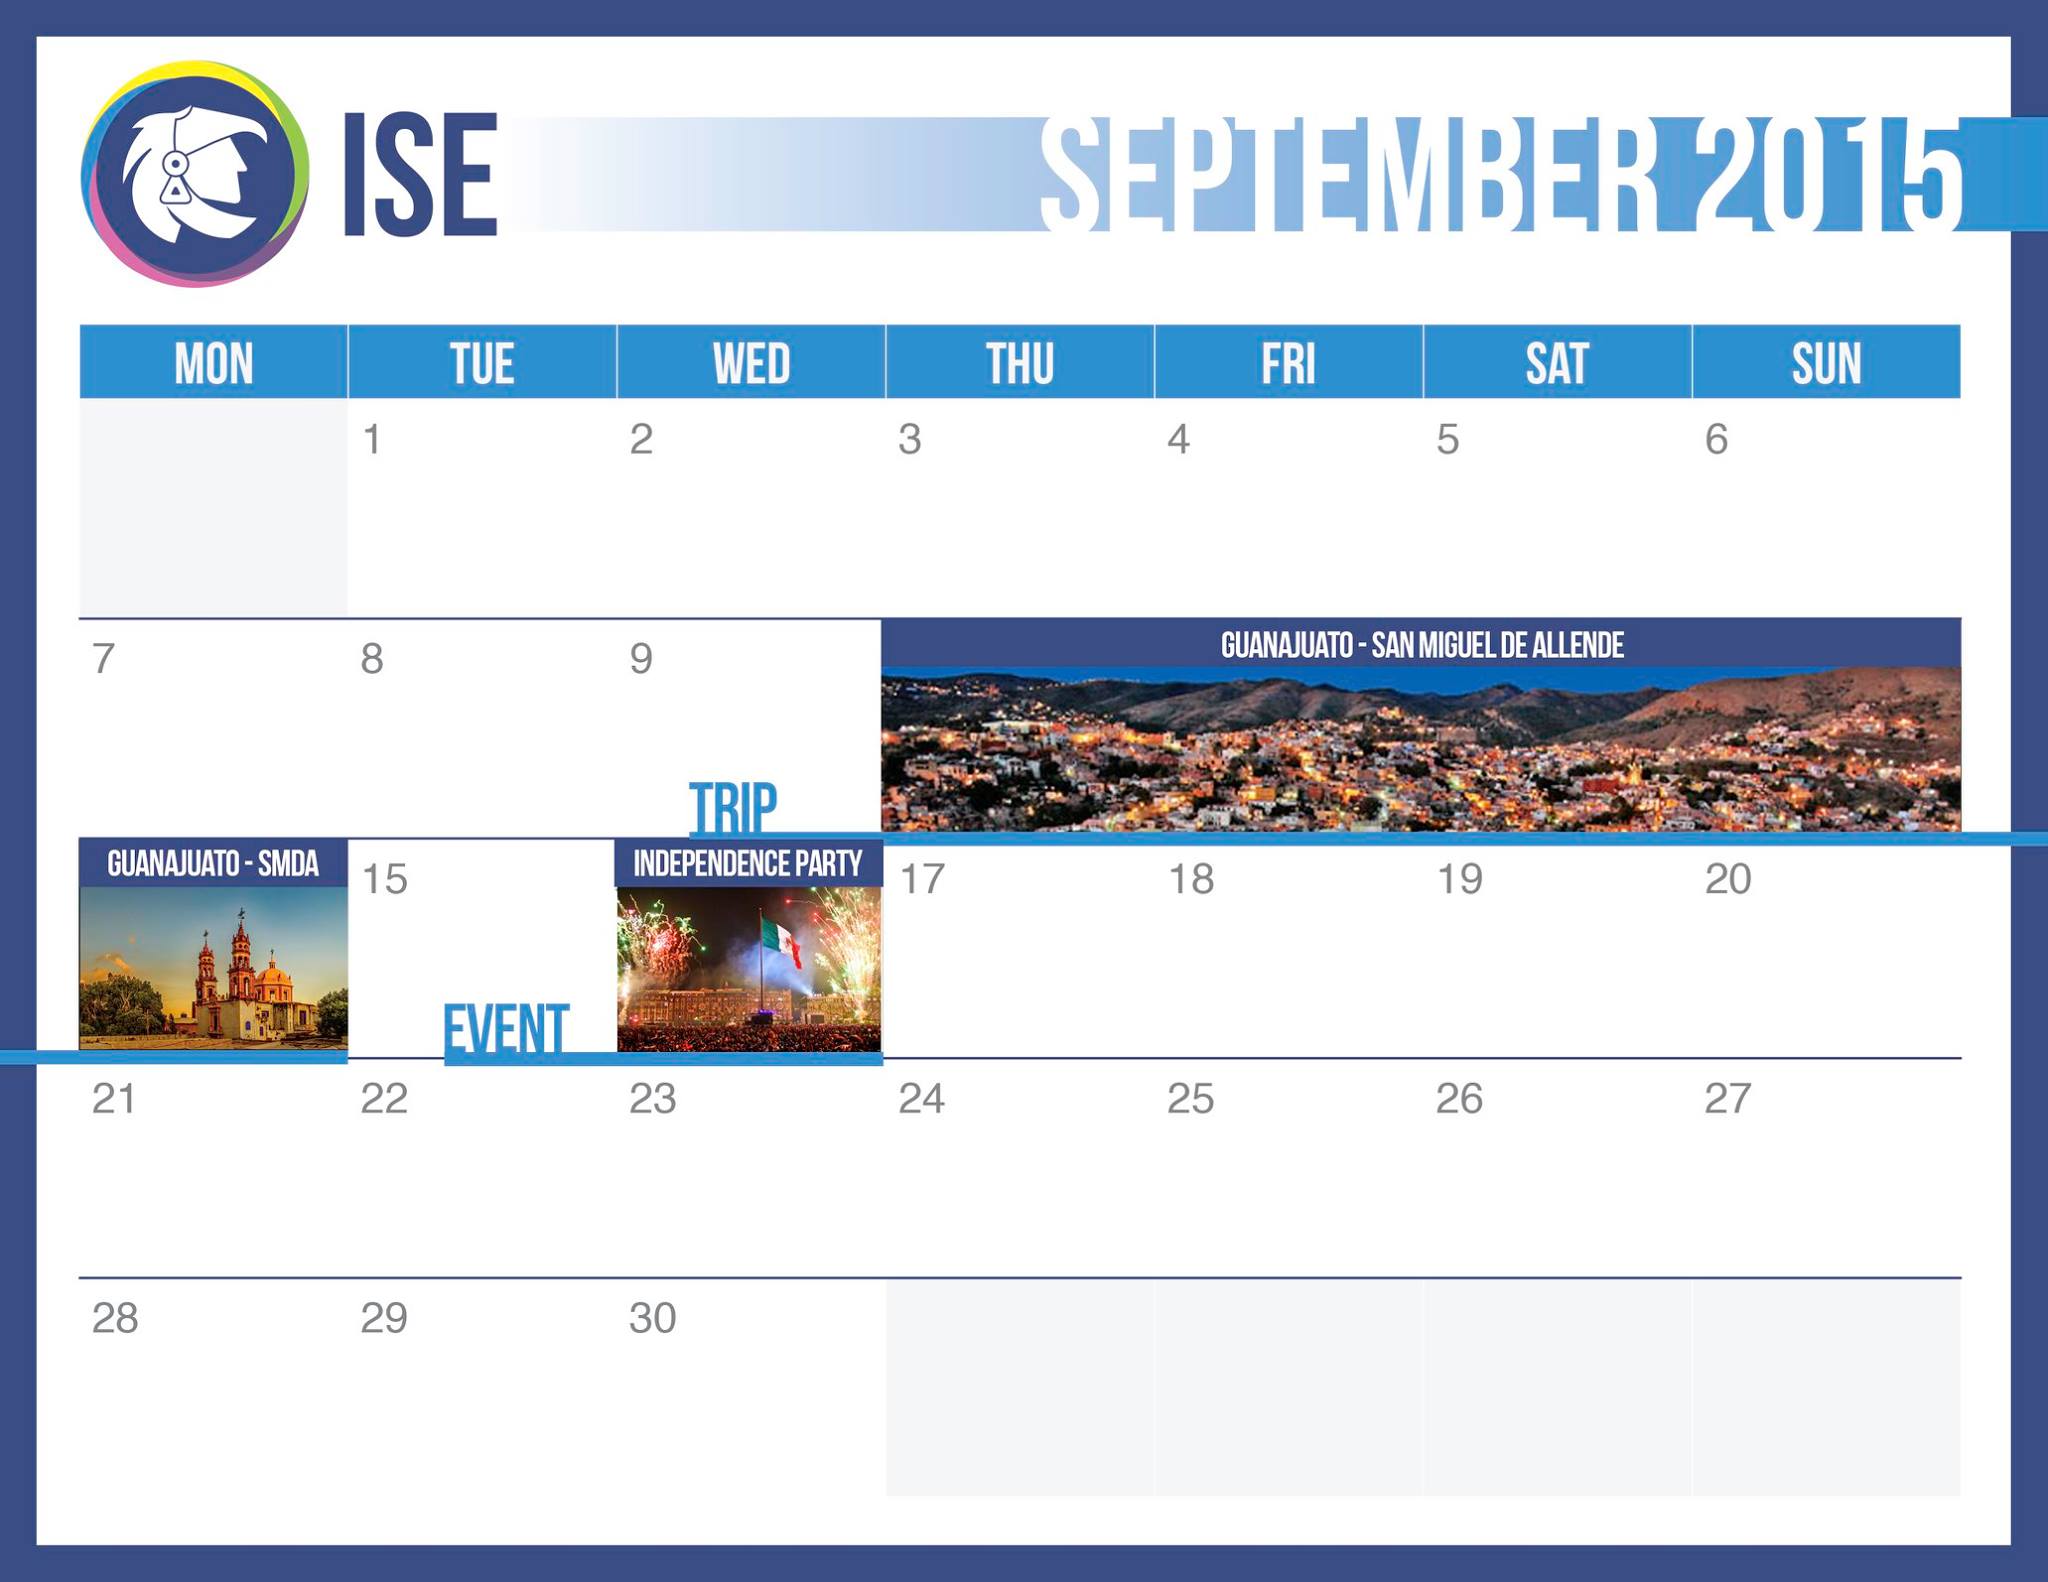 ISE SEPTEMBER 2015
MON TUE WED THU FRI SAT SUN
1 2 3 4 5 6
7 8 9 GUANAJUATO - SAN MIGUEL DE ALLENDE
TRIP
GUANAJUATO - SMDA 15 INDEPENDENCE PARTY 17 18 19 20
EVENT
21 22 23 24 25 26 27
28 29 30